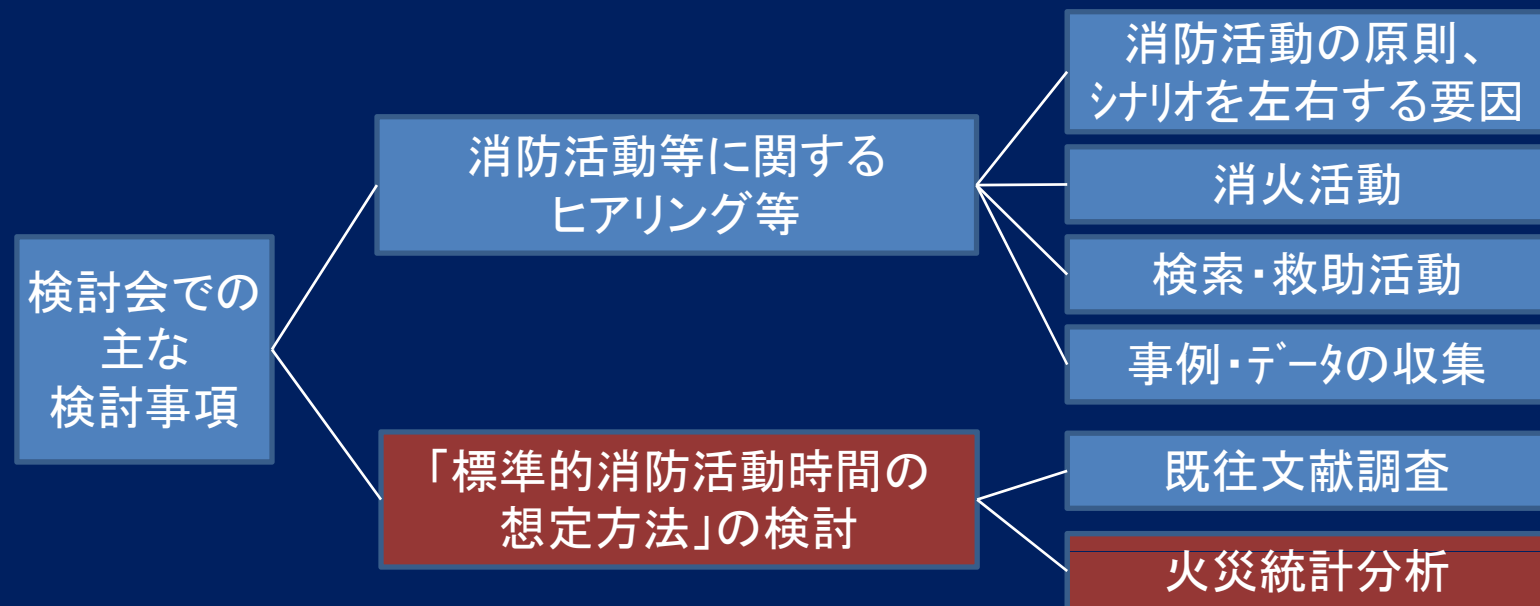 検討会での
主な
検討事項
消防活動等に関する
ヒアリング等
消防活動の原則、
ｼﾅﾘｵを左右する要因
消火活動
検索・救助活動
事例・ﾃﾞｰﾀの収集
「標準的消防活動時間の
想定方法」の検討
既往文献調査
火災統計分析